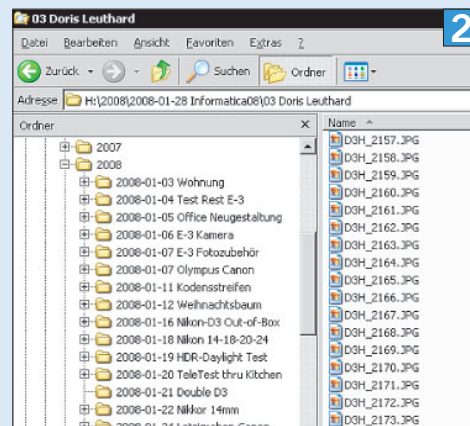 03 Doris Leuthard
2
Datei Bearbeiten Ansicht Favoriten Extras ?
Zurück Suchen Ordner
Adresse H:\2008\2008-01-28 Informatica08\03 Doris Leuthard
Ordner
2007
2008
2008-01-03 Wohnung
2008-01-04 Test Rest E-3
2008-01-05 Office Neugestaltung
2008-01-06 E-3 Kamera
2008-01-07 E-3 Fotozubehör
2008-01-07 Olympus Canon
2008-01-11 Kodensstreifen
2008-01-12 Weihnachtsbaum
2008-01-16 Nikon-D3 Out-of-Box
2008-01-18 Nikon 14-18-20-24
2008-01-19 HDR-Daylight Test
2008-01-20 TeleTest thru Kitchen
2008-01-21 Double D3
2008-01-22 Nikkor 14mm
Name
D3H_2157.JPG
D3H_2158.JPG
D3H_2159.JPG
D3H_2160.JPG
D3H_2161.JPG
D3H_2162.JPG
D3H_2163.JPG
D3H_2164.JPG
D3H_2165.JPG
D3H_2166.JPG
D3H_2167.JPG
D3H_2168.JPG
D3H_2169.JPG
D3H_2170.JPG
D3H_2171.JPG
D3H_2172.JPG
D3H_2173.JPG